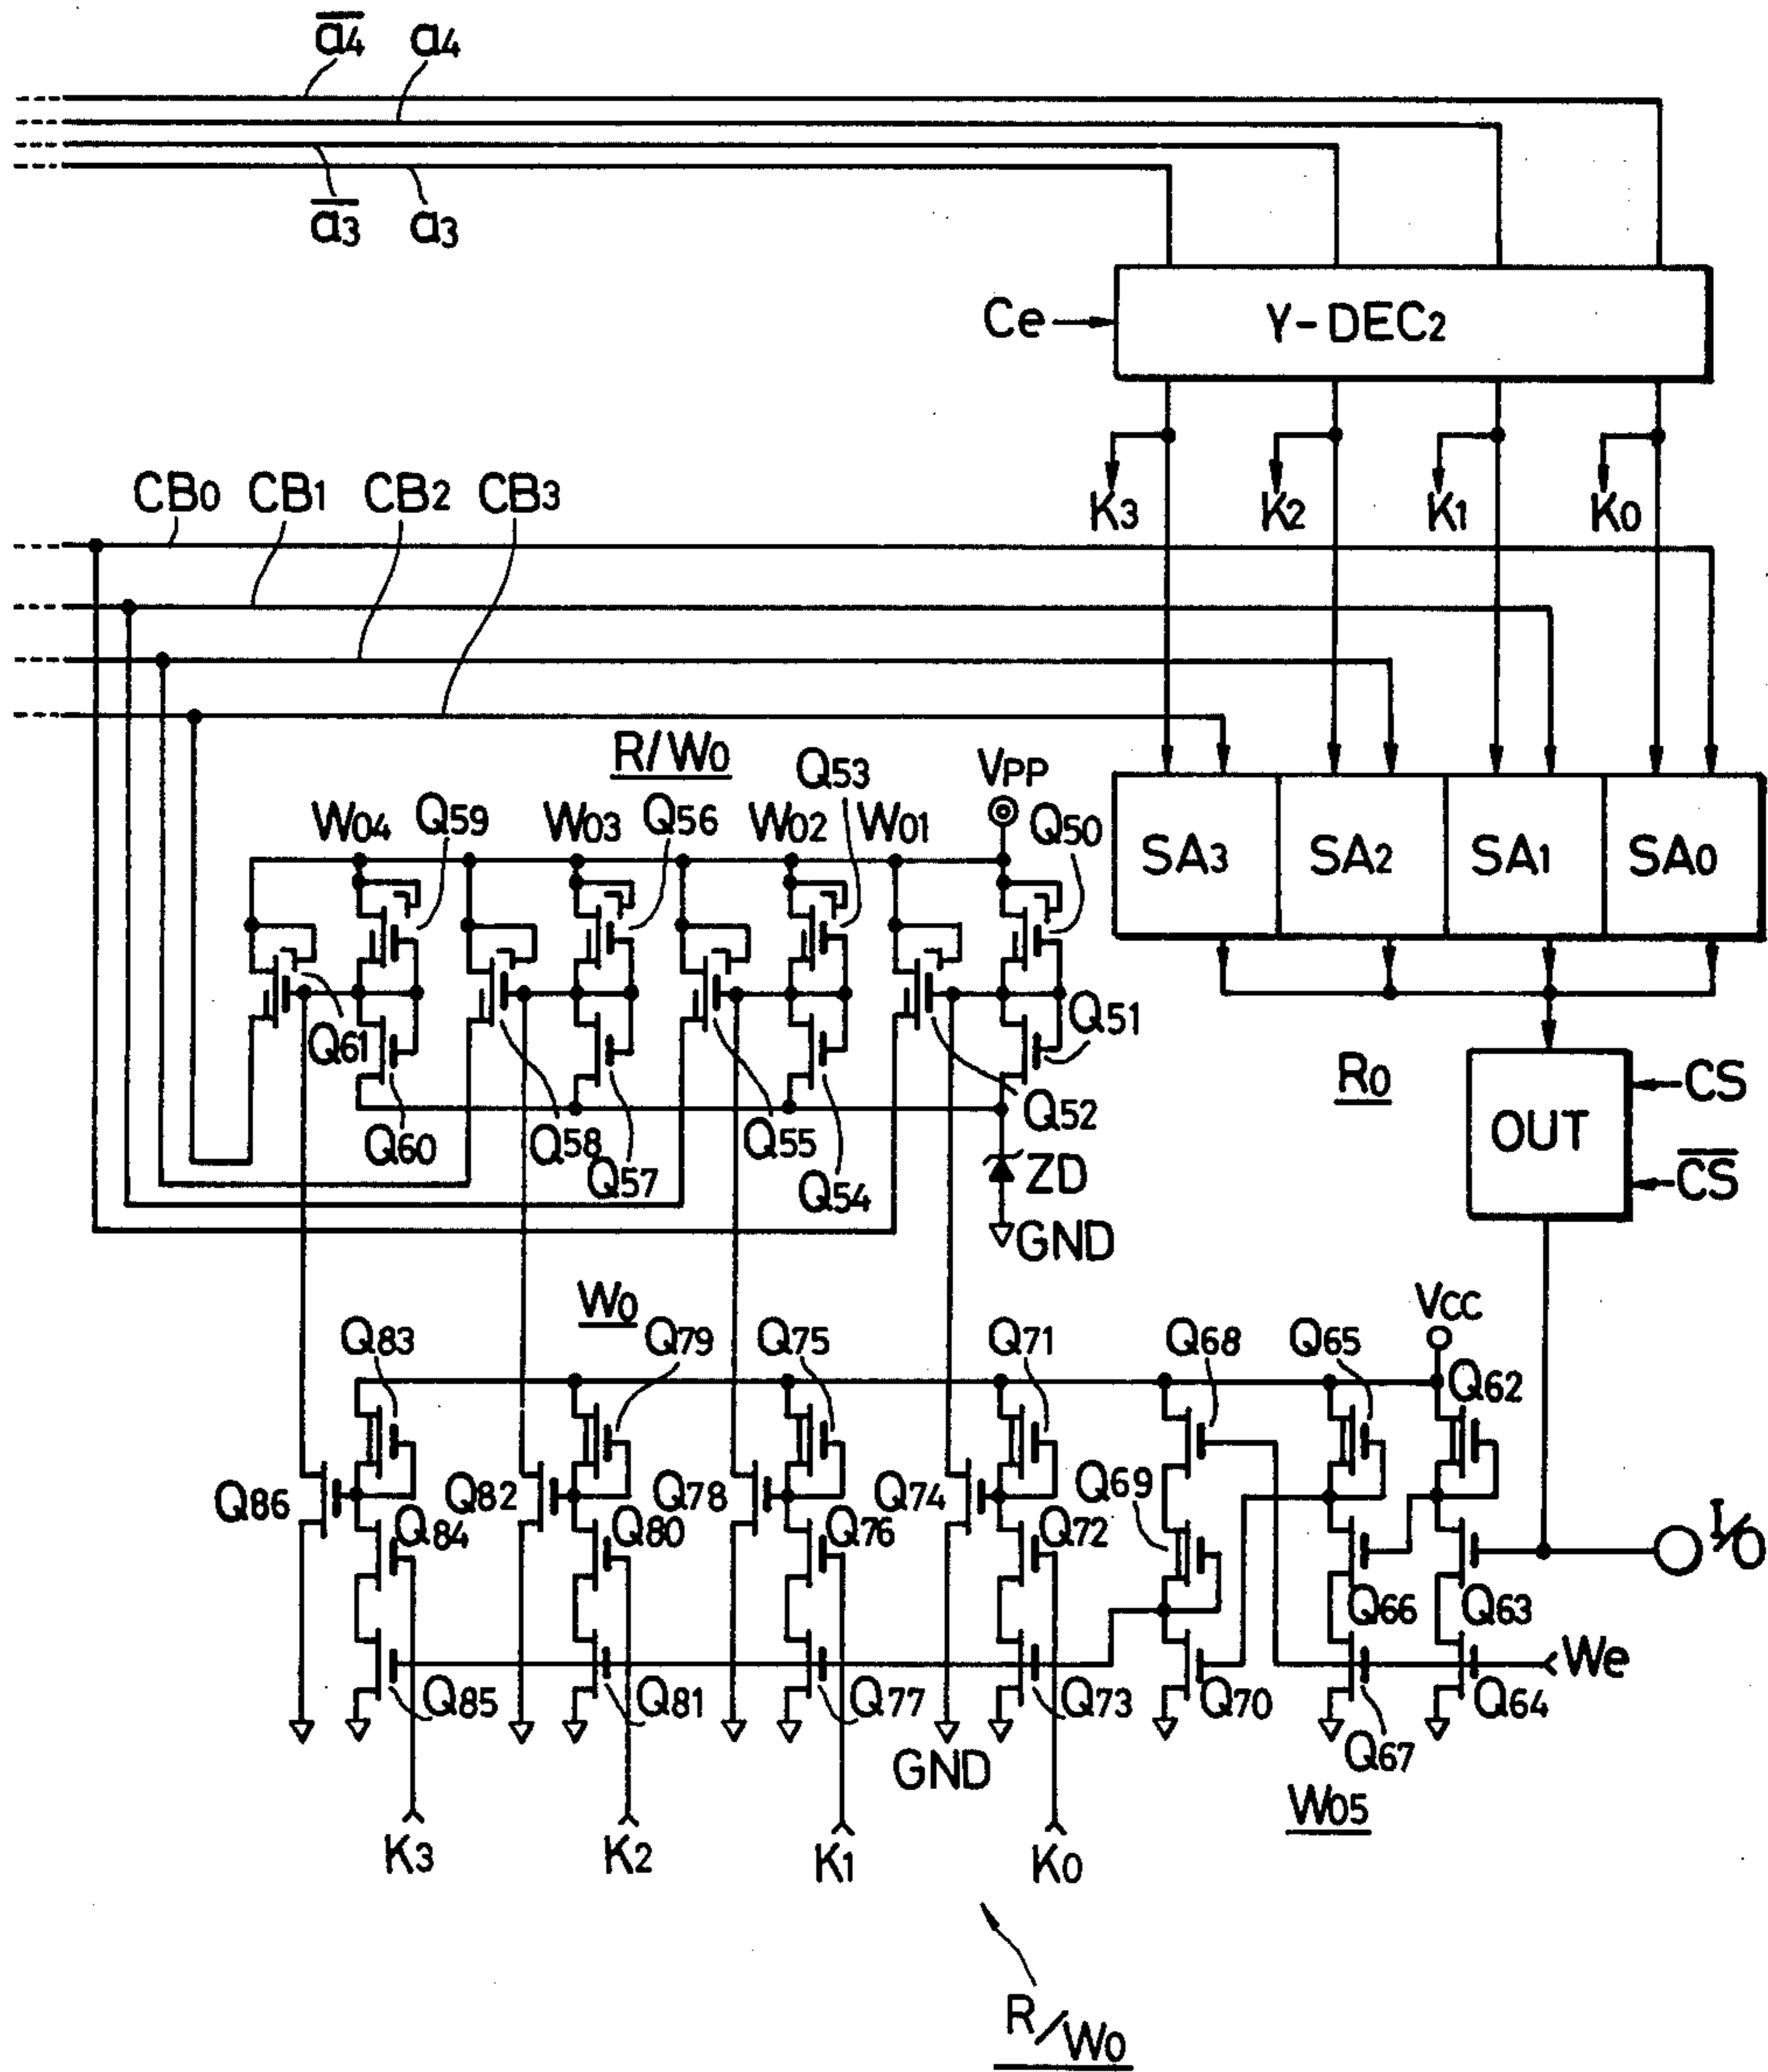 a̅4̅ a4
a̅3̅ a3
Ce Y-DEC2
K3 K2 K1 K0
CB0 CB1 CB2 CB3
R/W0 Q53 VPP
W04 Q59 W03 Q56 W02 W01 Q50
SA3 SA2 SA1 SA0
Q61 Q51
R0 CS
Q60 Q58 Q57 Q55 Q54 Q52
ZD OUT C̅S̅
GND
W0 VCC
Q83 Q79 Q75 Q71 Q68 Q65 Q62
Q86 Q82 Q78 Q74 Q69
Q84 Q80 Q76 Q72 I/O
Q66 Q63
Q85 Q81 Q77 Q73 Q70 Q64 We
GND Q67
W05
K3 K2 K1 K0
R/W0